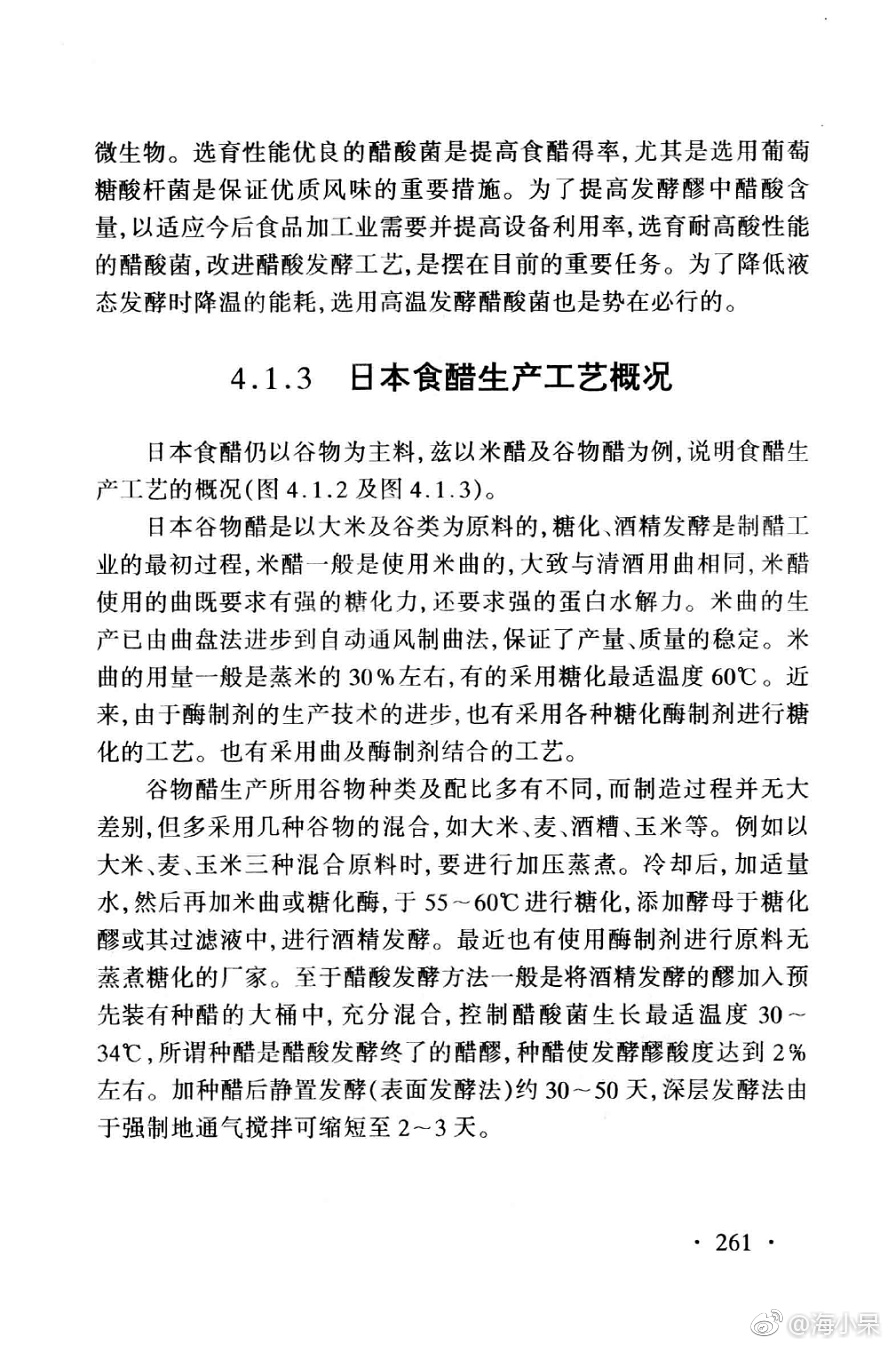 微生物。选育性能优良的醋酸菌是提高食醋得率,尤其是选用葡萄
糖酸杆菌是保证优质风味的重要措施。为了提高发酵醪中醋酸含
量,以适应今后食品加工业需要并提高设备利用率,选育耐高酸性能
的醋酸菌,改进醋酸发酵工艺,是摆在目前的重要任务。为了降低液
态发酵时降温的能耗,选用高温发酵醋酸菌也是势在必行的。
4.1.3 日本食醋生产工艺概况
日本食醋仍以谷物为主料,兹以米醋及谷物醋为例,说明食醋生
产工艺的概况(图4.1.2及图4.1.3)。
日本谷物醋是以大米及谷类为原料的,糖化、酒精发酵是制醋工
业的最初过程,米醋一般是使用米曲的,大致与清酒用曲相同,米醋
使用的曲既要求有强的糖化力,还要求强的蛋白水解力。米曲的生
产已由曲盘法进步到自动通风制曲法,保证了产量、质量的稳定。米
曲的用量一般是蒸米的30%左右,有的采用糖化最适温度60℃。近
来,由于酶制剂的生产技术的进步,也有采用各种糖化酶制剂进行糖
化的工艺。也有采用曲及酶制剂结合的工艺。
谷物醋生产所用谷物种类及配比多有不同,而制造过程并无大
差别,但多采用几种谷物的混合,如大米、麦、酒糟、玉米等。例如以
大米、麦、玉米三种混合原料时,要进行加压蒸煮。冷却后,加适量
水,然后再加米曲或糖化酶,于55~60℃进行糖化,添加酵母于糖化
醪或其过滤液中,进行酒精发酵。最近也有使用酶制剂进行原料无
蒸煮糖化的厂家。至于醋酸发酵方法一般是将酒精发酵的醪加入预
先装有种醋的大桶中,充分混合,控制醋酸菌生长最适温度30~
34℃,所谓种醋是醋酸发酵终了的醋醪,种醋使发酵醪酸度达到2%
左右。加种醋后静置发酵(表面发酵法)约30~50天,深层发酵法由
于强制地通气搅拌可缩短至2~3天。
· 261 ·
@海小呆